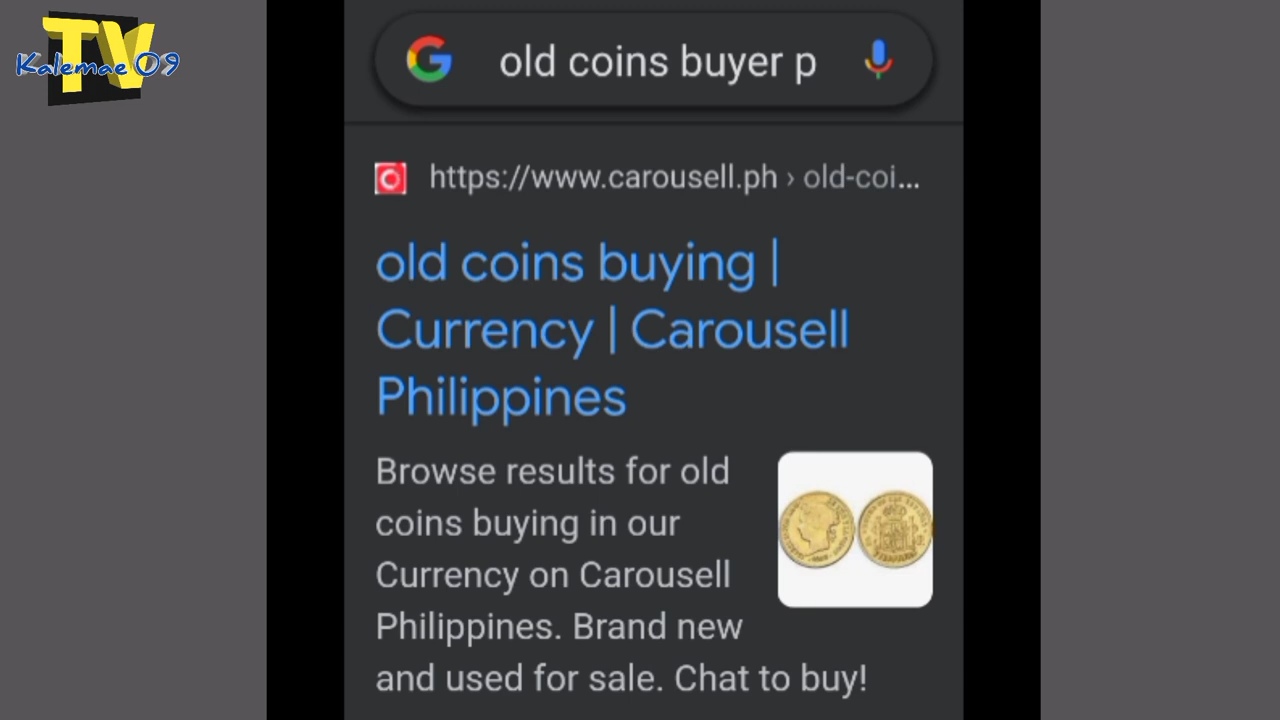 TV
Kalemae 09
old coins buyer p
https://www.carousell.ph › old-coi...
old coins buying |
Currency | Carousell
Philippines
Browse results for old
coins buying in our
Currency on Carousell
Philippines. Brand new
and used for sale. Chat to buy!